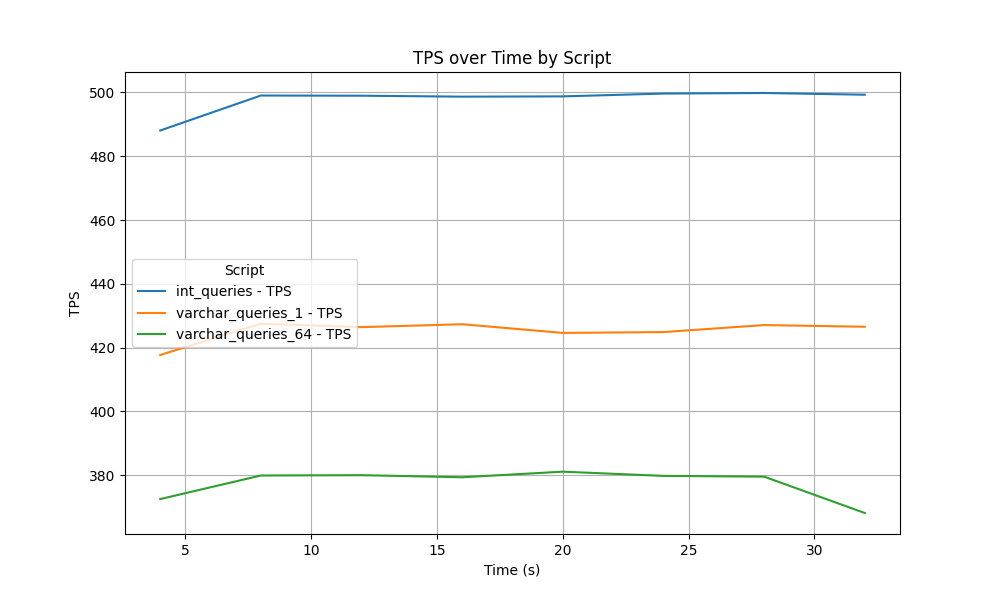 TPS over Time by Script
500
480
460
440
420
400
380
TPS
Script
int_queries - TPS
varchar_queries_1 - TPS
varchar_queries_64 - TPS
5 10 15 20 25 30
Time (s)